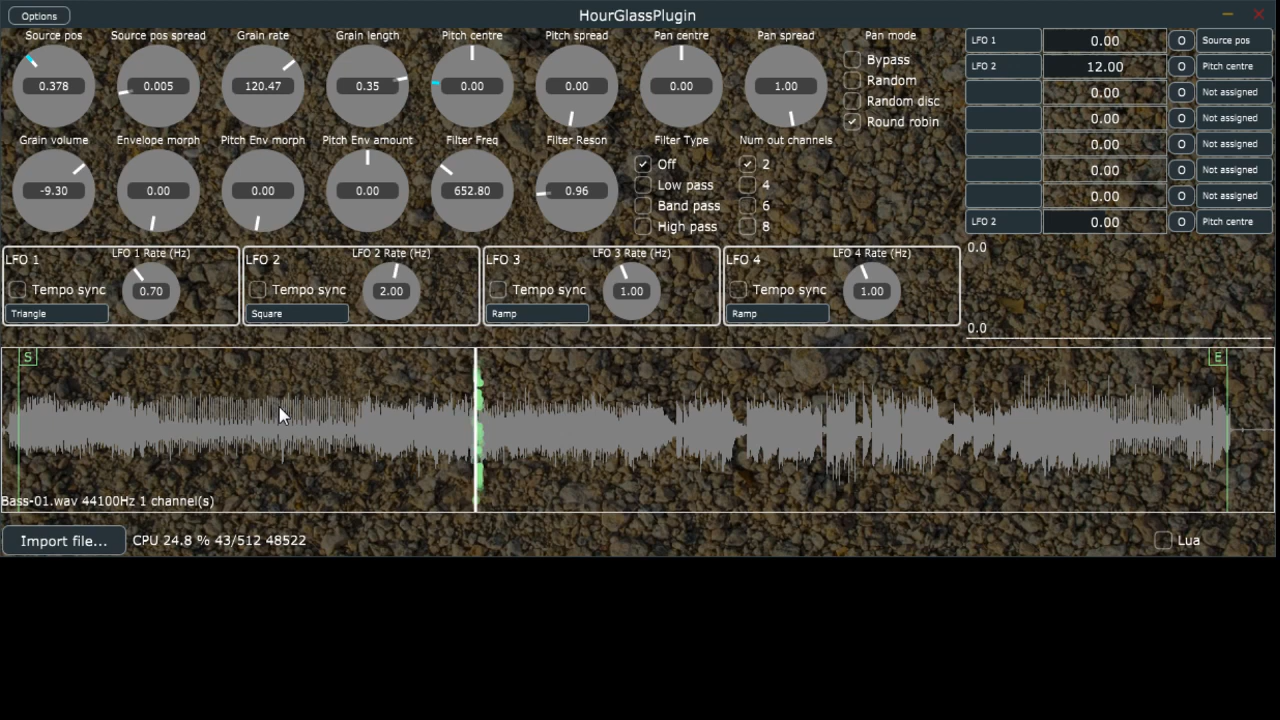 Options
HourGlassPlugin
Source pos
Source pos spread
Grain rate
Grain length
Pitch centre
Pitch spread
Pan centre
Pan spread
Pan mode
0.378
0.005
120.47
0.35
0.00
0.00
0.00
1.00
Bypass
Random
Random disc
Round robin
Grain volume
Envelope morph
Pitch Env morph
Pitch Env amount
Filter Freq
Filter Reson
Filter Type
Num out channels
-9.30
0.00
0.00
0.00
652.80
0.96
Off
Low pass
Band pass
High pass
2
4
6
8
LFO 1 0.00 O Source pos
LFO 2 12.00 O Pitch centre
0.00 O Not assigned
0.00 O Not assigned
0.00 O Not assigned
0.00 O Not assigned
0.00 O Not assigned
LFO 2 0.00 O Pitch centre
LFO 1
LFO 1 Rate (Hz)
Tempo sync
0.70
Triangle
LFO 2
LFO 2 Rate (Hz)
Tempo sync
2.00
Square
LFO 3
LFO 3 Rate (Hz)
Tempo sync
1.00
Ramp
LFO 4
LFO 4 Rate (Hz)
Tempo sync
1.00
Ramp
0.0
0.0
S
E
Bass-01.wav 44100Hz 1 channel(s)
Import file...
CPU 24.8 % 43/512 48522
Lua